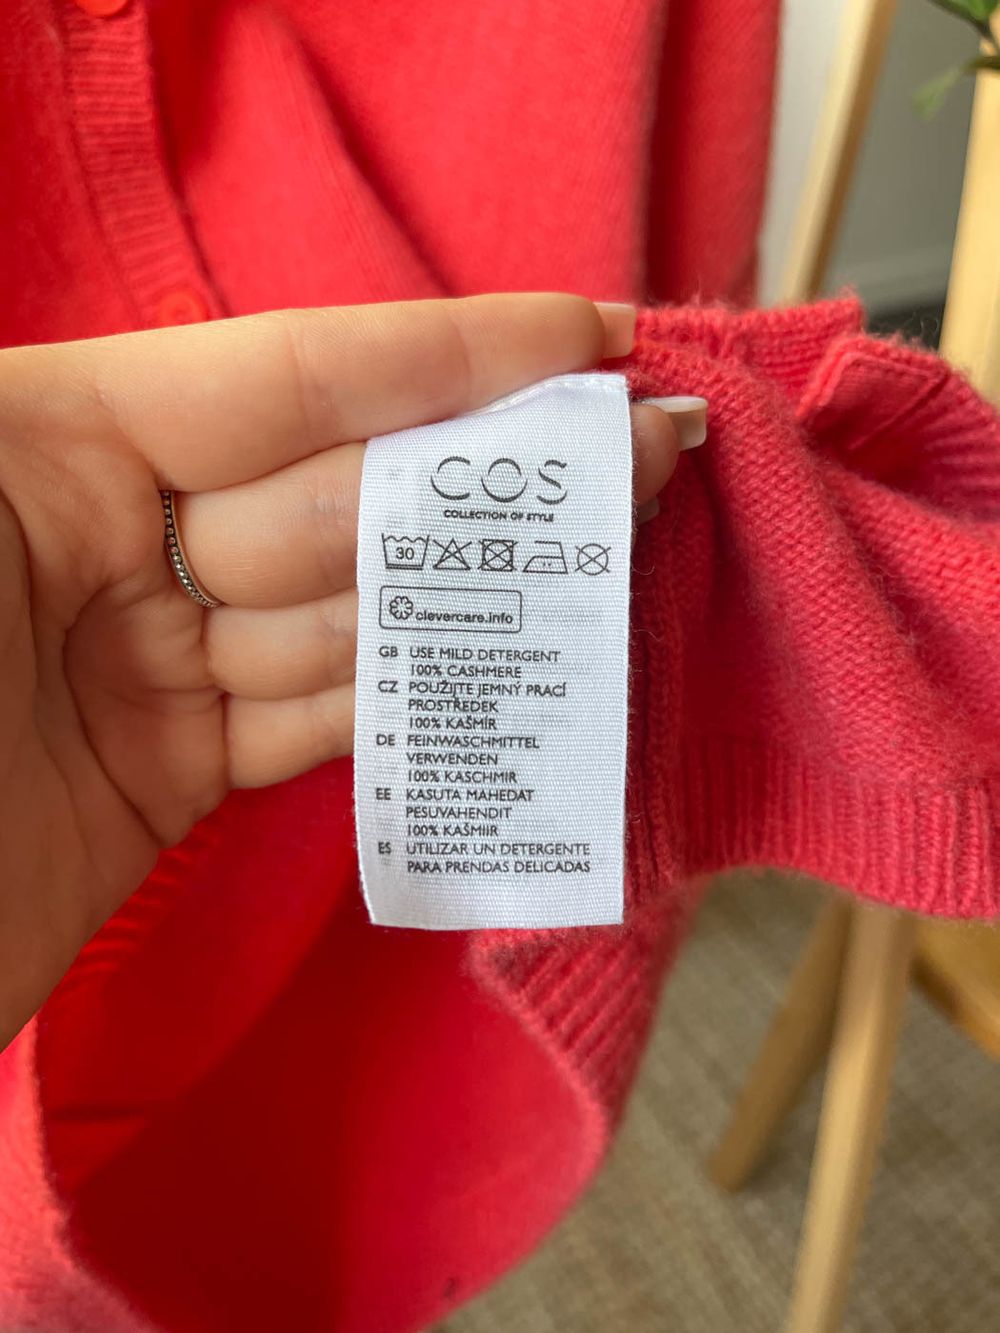 COS
COLLECTION OF STYLE
30
clevercare.info
GB USE MILD DETERGENT
100% CASHMERE
CZ POUŽIJTE JEMNÝ PRACÍ
PROSTŘEDEK
100% KAŠMÍR
DE FEINWASCHMITTEL
VERWENDEN
100% KASCHMIR
EE KASUTA MAHEDAT
PESUVAHENDIT
100% KAŠMIIR
ES UTILIZAR UN DETERGENTE
PARA PRENDAS DELICADAS